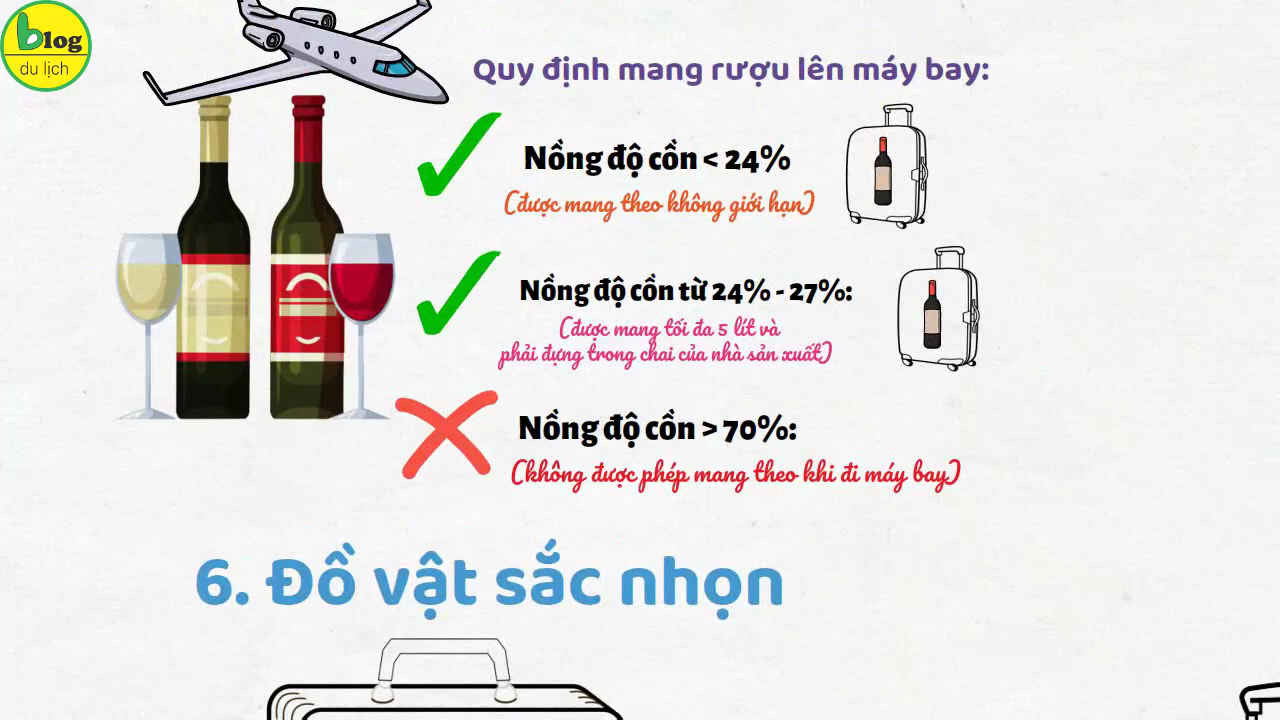 blog
du lịch
Quy định mang rượu lên máy bay:
Nồng độ cồn < 24%
(được mang theo không giới hạn)
Nồng độ cồn từ 24% - 27%:
(được mang tối đa 5 lít và
phải đựng trong chai của nhà sản xuất)
Nồng độ cồn > 70%:
(không được phép mang theo khi đi máy bay)
6. Đồ vật sắc nhọn